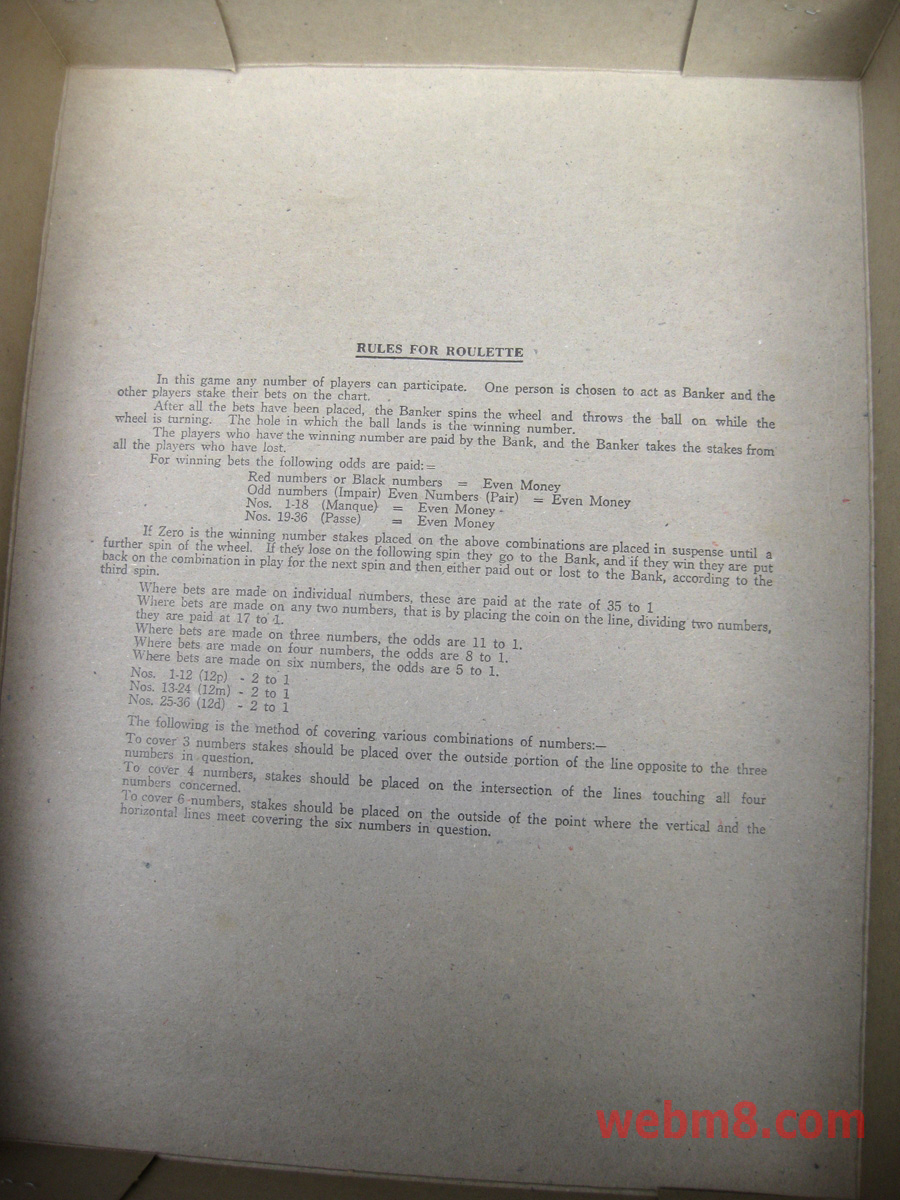 RULES FOR ROULETTE
In this game any number of players can participate. One person is chosen to act as Banker and the
other players stake their bets on the chart.
After all the bets have been placed, the Banker spins the wheel and throws the ball on while the
wheel is turning. The hole in which the ball lands is the winning number.
The players who have the winning number are paid by the Bank, and the Banker takes the stakes from
all the players who have lost.
For winning bets the following odds are paid:=
Red numbers or Black numbers = Even Money
Odd numbers (Impair) Even Numbers (Pair) = Even Money
Nos. 1-18 (Manque) = Even Money
Nos. 19-36 (Passe) = Even Money
If Zero is the winning number stakes placed on the above combinations are placed in suspense until a
further spin of the wheel. If they lose on the following spin they go to the Bank, and if they win they are put
back on the combination in play for the next spin and then either paid out or lost to the Bank, according to the
third spin.
Where bets are made on individual numbers, these are paid at the rate of 35 to 1
Where bets are made on any two numbers, that is by placing the coin on the line, dividing two numbers,
they are paid at 17 to 1.
Where bets are made on three numbers, the odds are 11 to 1.
Where bets are made on four numbers, the odds are 8 to 1.
Where bets are made on six numbers, the odds are 5 to 1.
Nos. 1-12 (12p) - 2 to 1
Nos. 13-24 (12m) - 2 to 1
Nos. 25-36 (12d) - 2 to 1
The following is the method of covering various combinations of numbers:—
To cover 3 numbers stakes should be placed over the outside portion of the line opposite to the three
numbers in question.
To cover 4 numbers, stakes should be placed on the intersection of the lines touching all four
numbers concerned.
To cover 6 numbers, stakes should be placed on the outside of the point where the vertical and the
horizontal lines meet covering the six numbers in question.
webm8.com